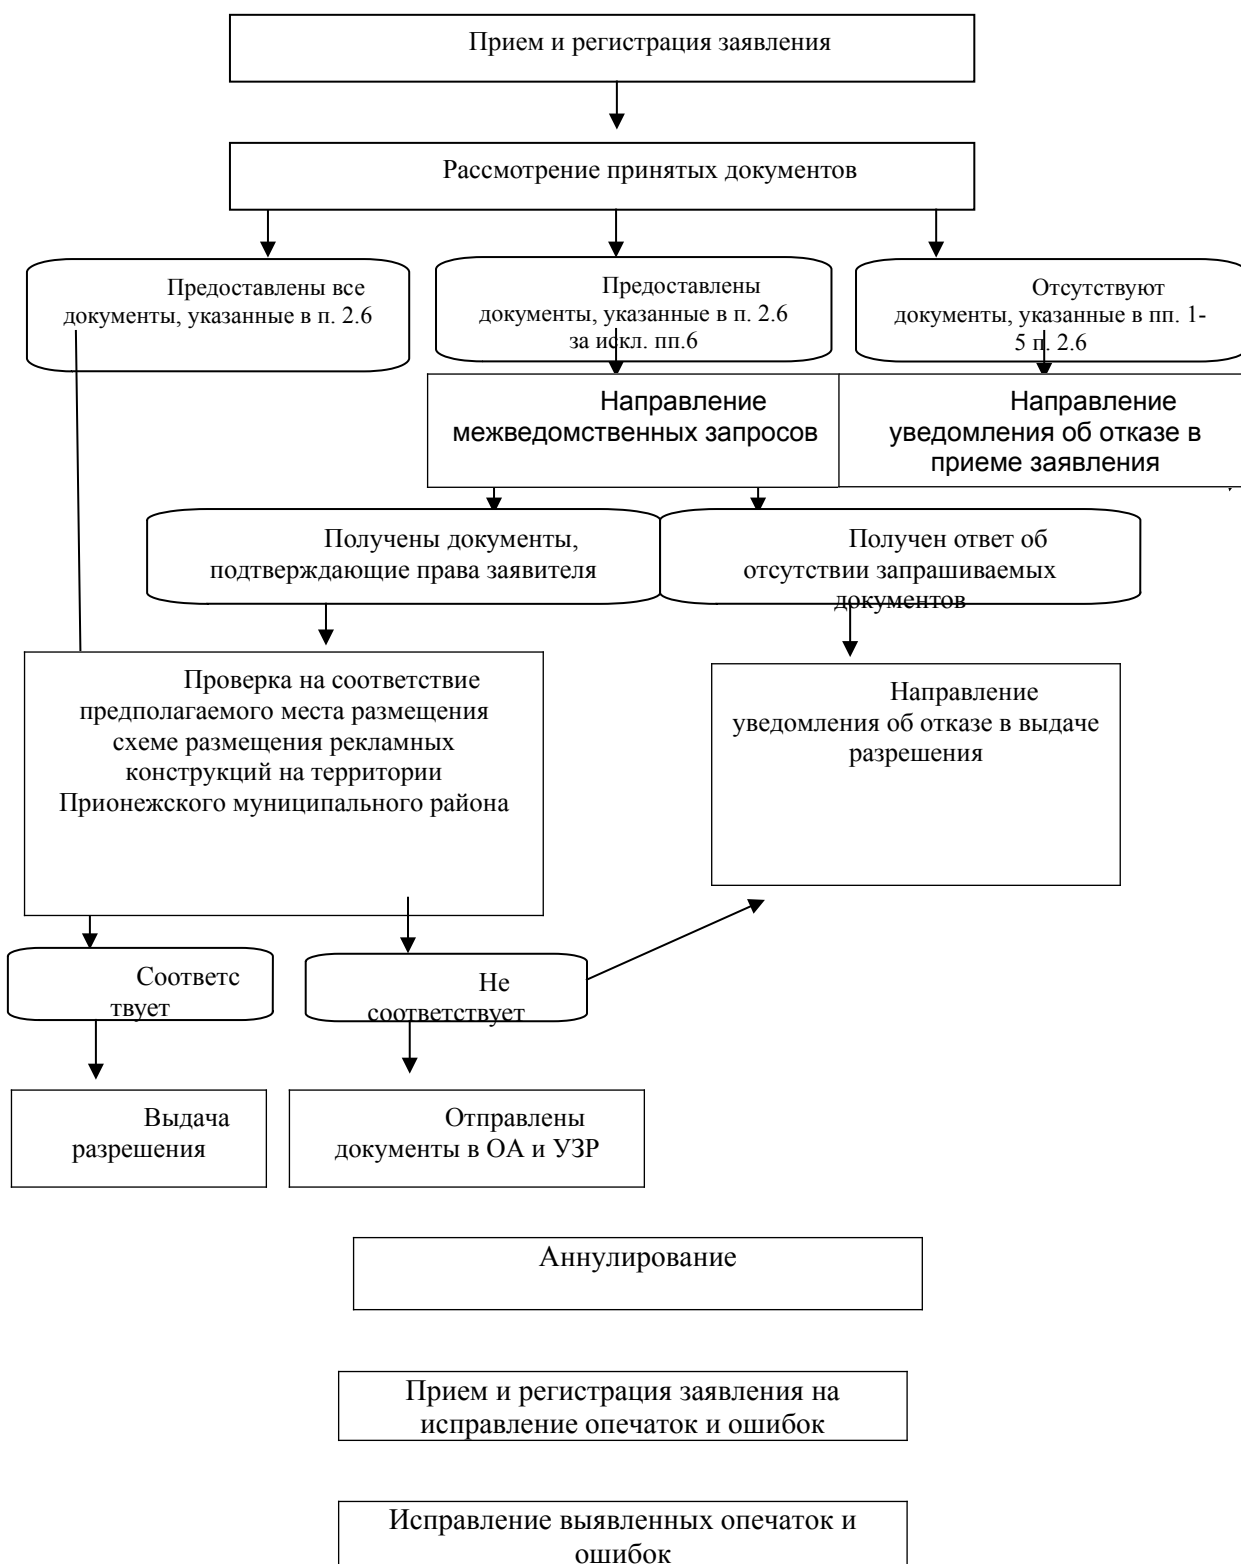 Прием и регистрация заявления
Рассмотрение принятых документов
Предоставлены все
документы, указанные в п. 2.6
Предоставлены
документы, указанные в п. 2.6
за искл. пп.6
Отсутствуют
документы, указанные в пп. 1-
5 п. 2.6
Направление
межведомственных запросов
Направление
уведомления об отказе в
приеме заявления
Получены документы,
подтверждающие права заявителя
Получен ответ об
отсутствии запрашиваемых
документов
Проверка на соответствие
предполагаемого места размещения
схеме размещения рекламных
конструкций на территории
Прионежского муниципального района
Направление
уведомления об отказе в выдаче
разрешения
Соответс
твует
Не
соответствует
Выдача
разрешения
Отправлены
документы в ОА и УЗР
Аннулирование
Прием и регистрация заявления на
исправление опечаток и ошибок
Исправление выявленных опечаток и
ошибок